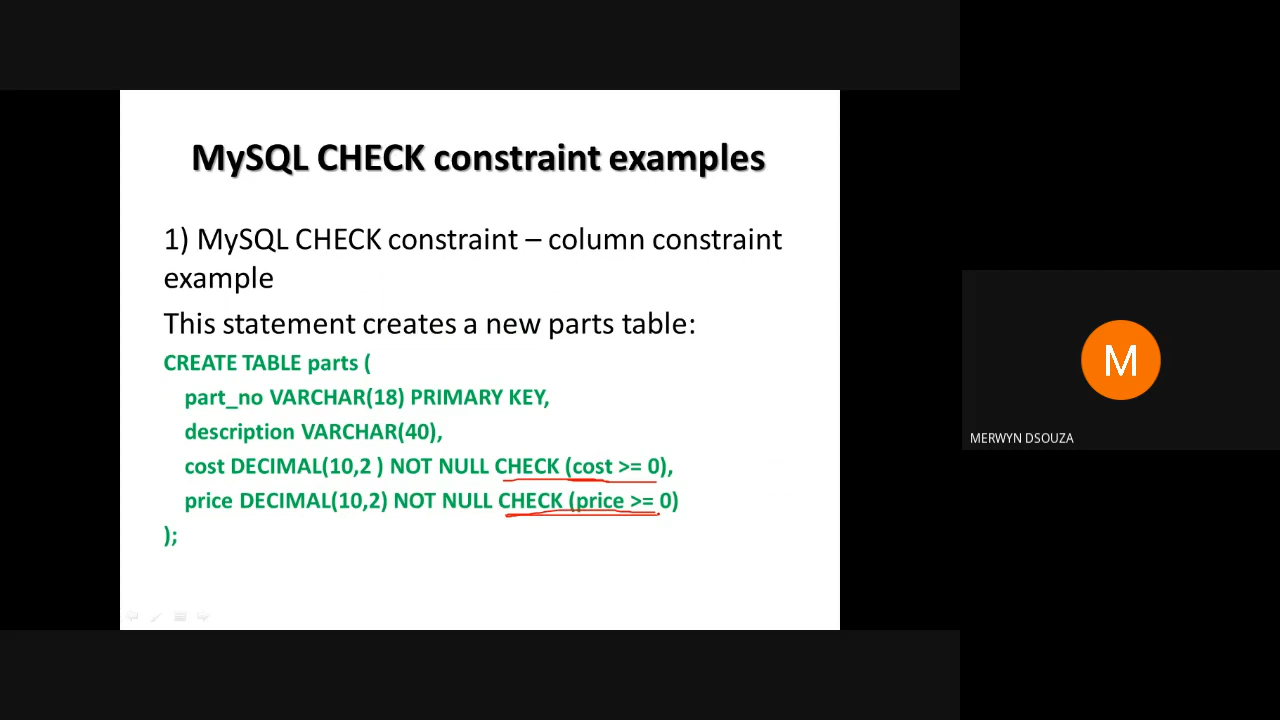 MySQL CHECK constraint examples
1) MySQL CHECK constraint – column constraint
example
This statement creates a new parts table:
CREATE TABLE parts (
part_no VARCHAR(18) PRIMARY KEY,
description VARCHAR(40),
cost DECIMAL(10,2 ) NOT NULL CHECK (cost >= 0),
price DECIMAL(10,2) NOT NULL CHECK (price >= 0)
);
M
MERWYN DSOUZA